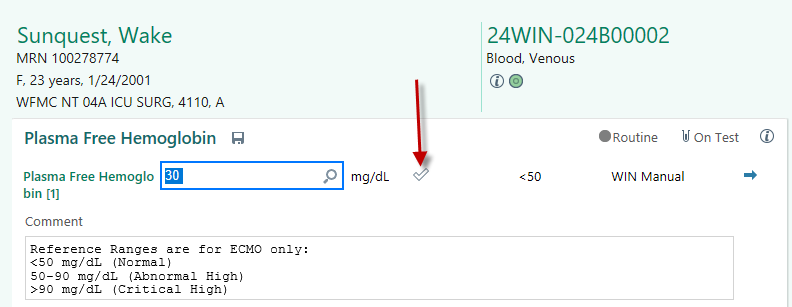 Sunquest, Wake
MRN 100278774
F, 23 years, 1/24/2001
WFMC NT 04A ICU SURG, 4110, A
24WIN-024B00002
Blood, Venous
Plasma Free Hemoglobin
Routine
On Test
Plasma Free Hemoglo
bin [1]
30
mg/dL
<50
WIN Manual
Comment
Reference Ranges are for ECMO only:
<50 mg/dL (Normal)
50-90 mg/dL (Abnormal High)
>90 mg/dL (Critical High)